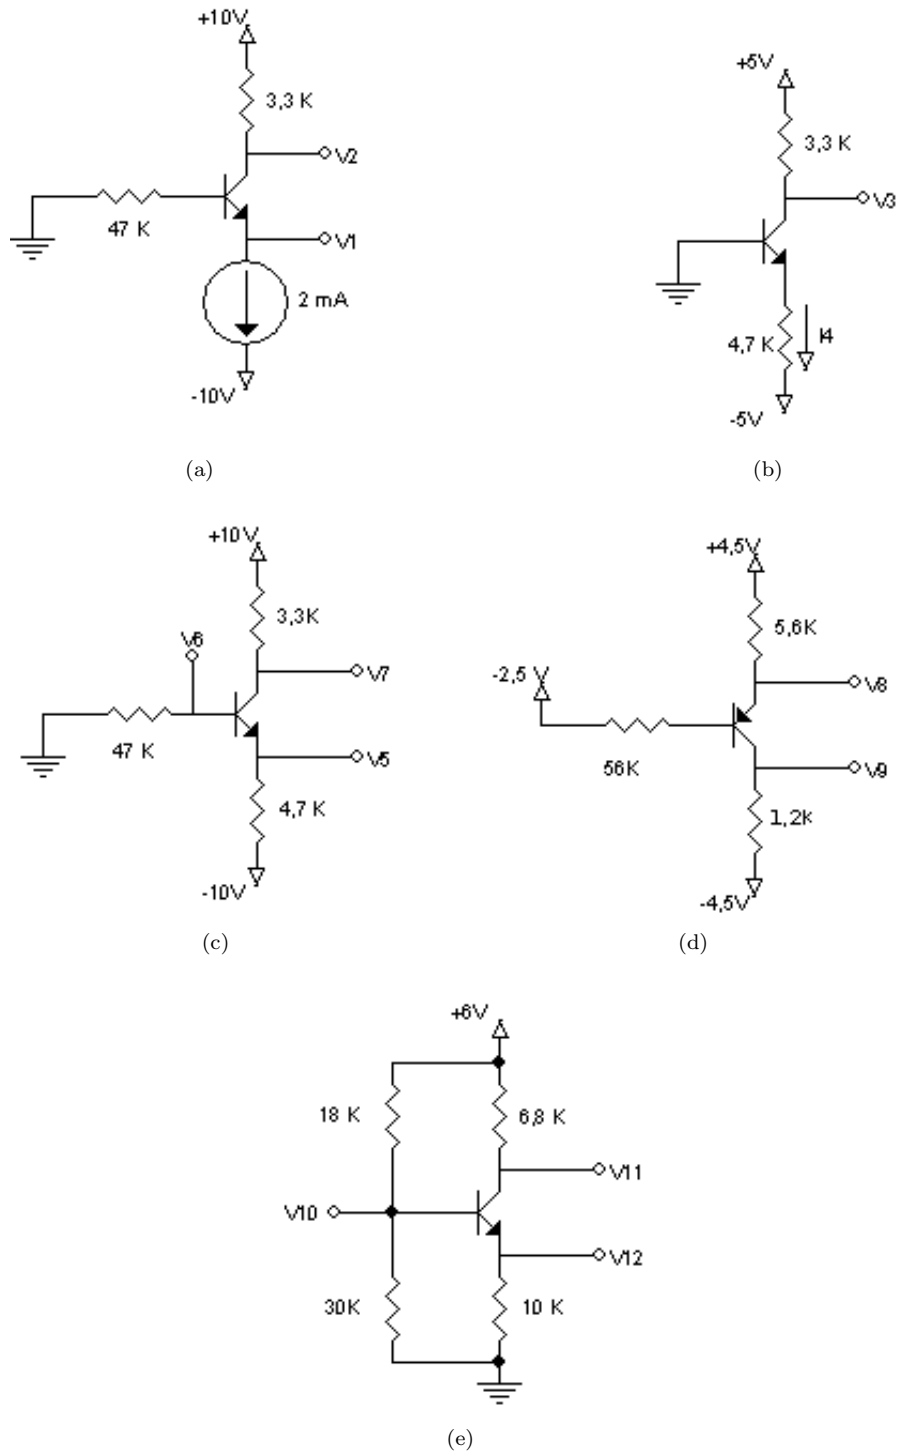 +10V
3,3 K
V2
47 K
V1
2 mA
-10V
(a)
+5V
3,3 K
V3
4,7 K
I4
-5V
(b)
+10V
3,3K
V6
V7
47 K
V5
4,7 K
-10V
(c)
+4,5V
5,6K
-2,5 V
V8
56K
V9
1,2k
-4,5V
(d)
+6V
18 K
6,8 K
V11
V10
V12
30K
10 K
(e)